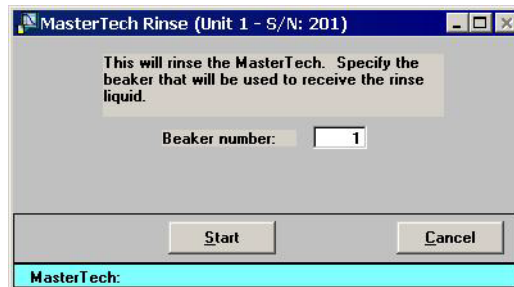 MasterTech Rinse (Unit 1 - S/N: 201)
This will rinse the MasterTech. Specify the
beaker that will be used to receive the rinse
liquid.
Beaker number: 1
Start Cancel
MasterTech: